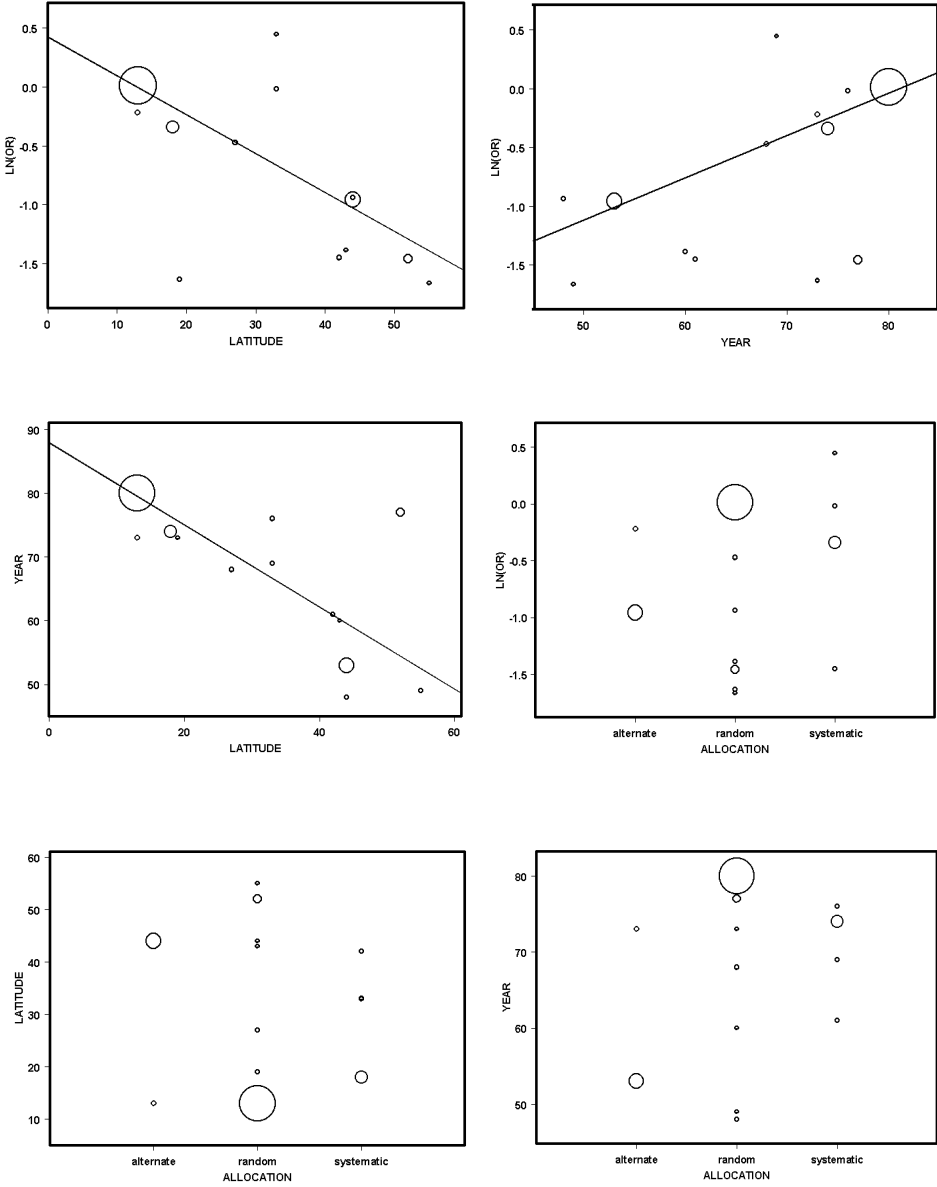 0.5
0.0
-0.5
-1.0
-1.5
LN(OR)
0 10 20 30 40 50
LATITUDE
0.5
0.0
-0.5
-1.0
-1.5
LN(OR)
50 60 70 80
YEAR
90
80
70
60
50
YEAR
0 20 40 60
LATITUDE
0.5
0.0
-0.5
-1.0
-1.5
LN(OR)
alternate random systematic
ALLOCATION
60
50
40
30
20
10
LATITUDE
alternate random systematic
ALLOCATION
80
70
60
50
YEAR
alternate random systematic
ALLOCATION